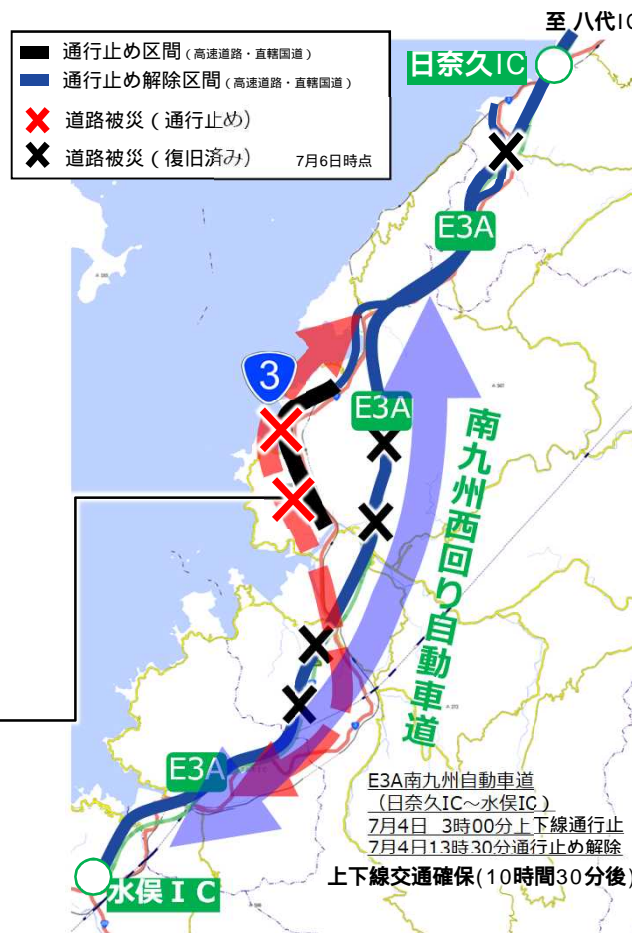 至 八代IC
通行止め区間(高速道路・直轄国道)
通行止め解除区間(高速道路・直轄国道)
道路被災(通行止め)
道路被災(復旧済み) 7月6日時点
日奈久IC
E3A
3
E3A
南九州西回り自動車道
E3A
E3A南九州自動車道
(日奈久IC～水俣IC)
7月4日 3時00分上下線通行止
7月4日13時30分通行止め解除
上下線交通確保(10時間30分後)
水俣IC